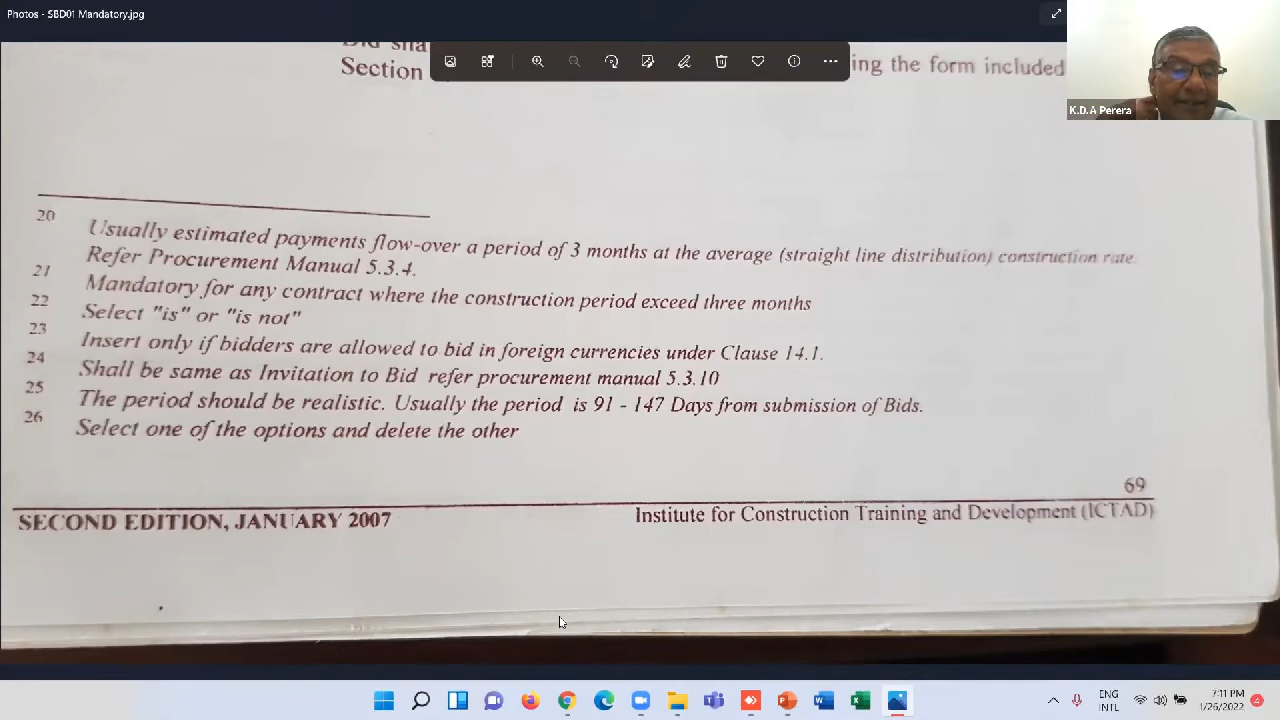 Photos - SBD01 Mandatory.jpg
K.D.A Perera
Section
ing the form included
20 Usually estimated payments flow-over a period of 3 months at the average (straight line distribution) construction rate.
Refer Procurement Manual 5.3.4.
21 Mandatory for any contract where the construction period exceed three months
22 Select "is" or "is not"
23 Insert only if bidders are allowed to bid in foreign currencies under Clause 14.1.
24 Shall be same as Invitation to Bid refer procurement manual 5.3.10
25 The period should be realistic. Usually the period is 91 - 147 Days from submission of Bids.
26 Select one of the options and delete the other
69
SECOND EDITION, JANUARY 2007 Institute for Construction Training and Development (ICTAD)
ENG
INTL
7:11 PM
1/26/2022
4